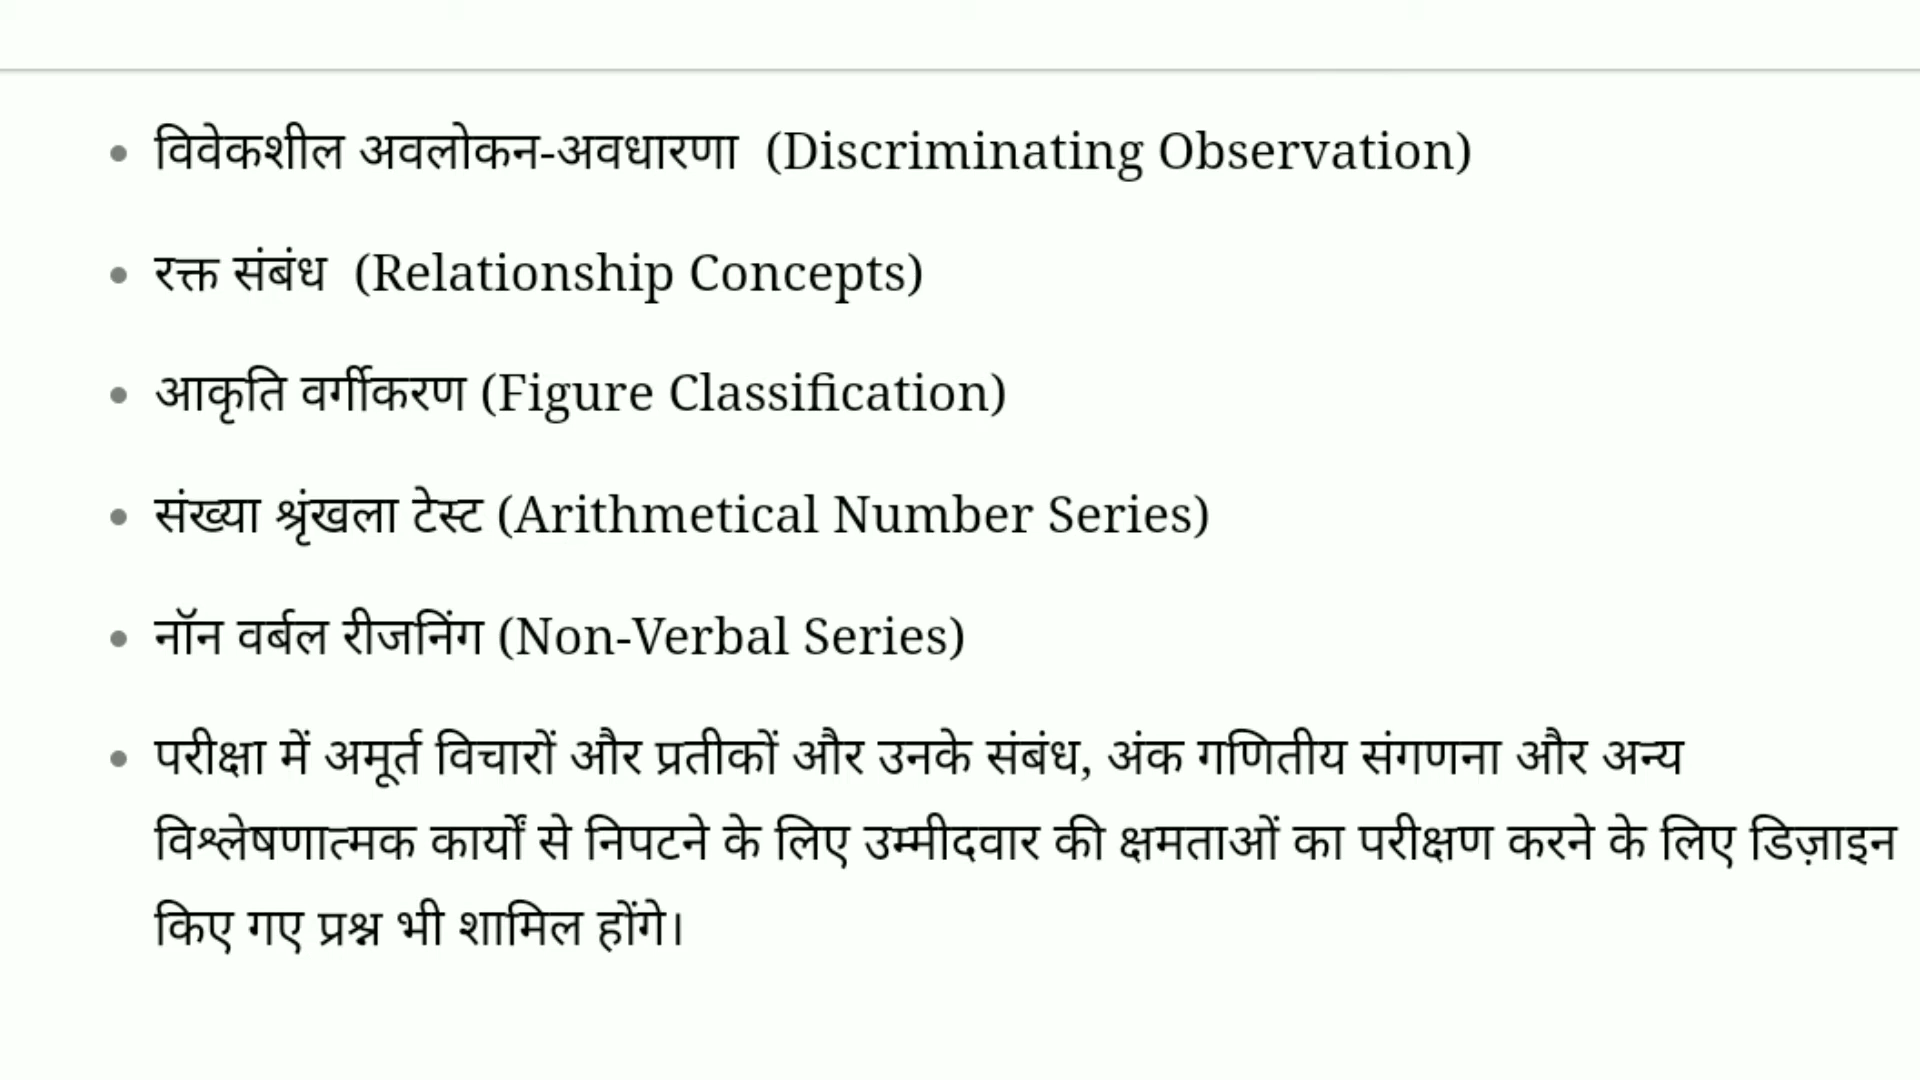 • विवेकशील अवलोकन-अवधारणा (Discriminating Observation)
• रक्त संबंध (Relationship Concepts)
• आकृति वर्गीकरण (Figure Classification)
• संख्या श्रृंखला टेस्ट (Arithmetical Number Series)
• नॉन वर्बल रीजनिंग (Non-Verbal Series)
• परीक्षा में अमूर्त विचारों और प्रतीकों और उनके संबंध, अंक गणितीय संगणना और अन्य
विश्लेषणात्मक कार्यों से निपटने के लिए उम्मीदवार की क्षमताओं का परीक्षण करने के लिए डिज़ाइन
किए गए प्रश्न भी शामिल होंगे।